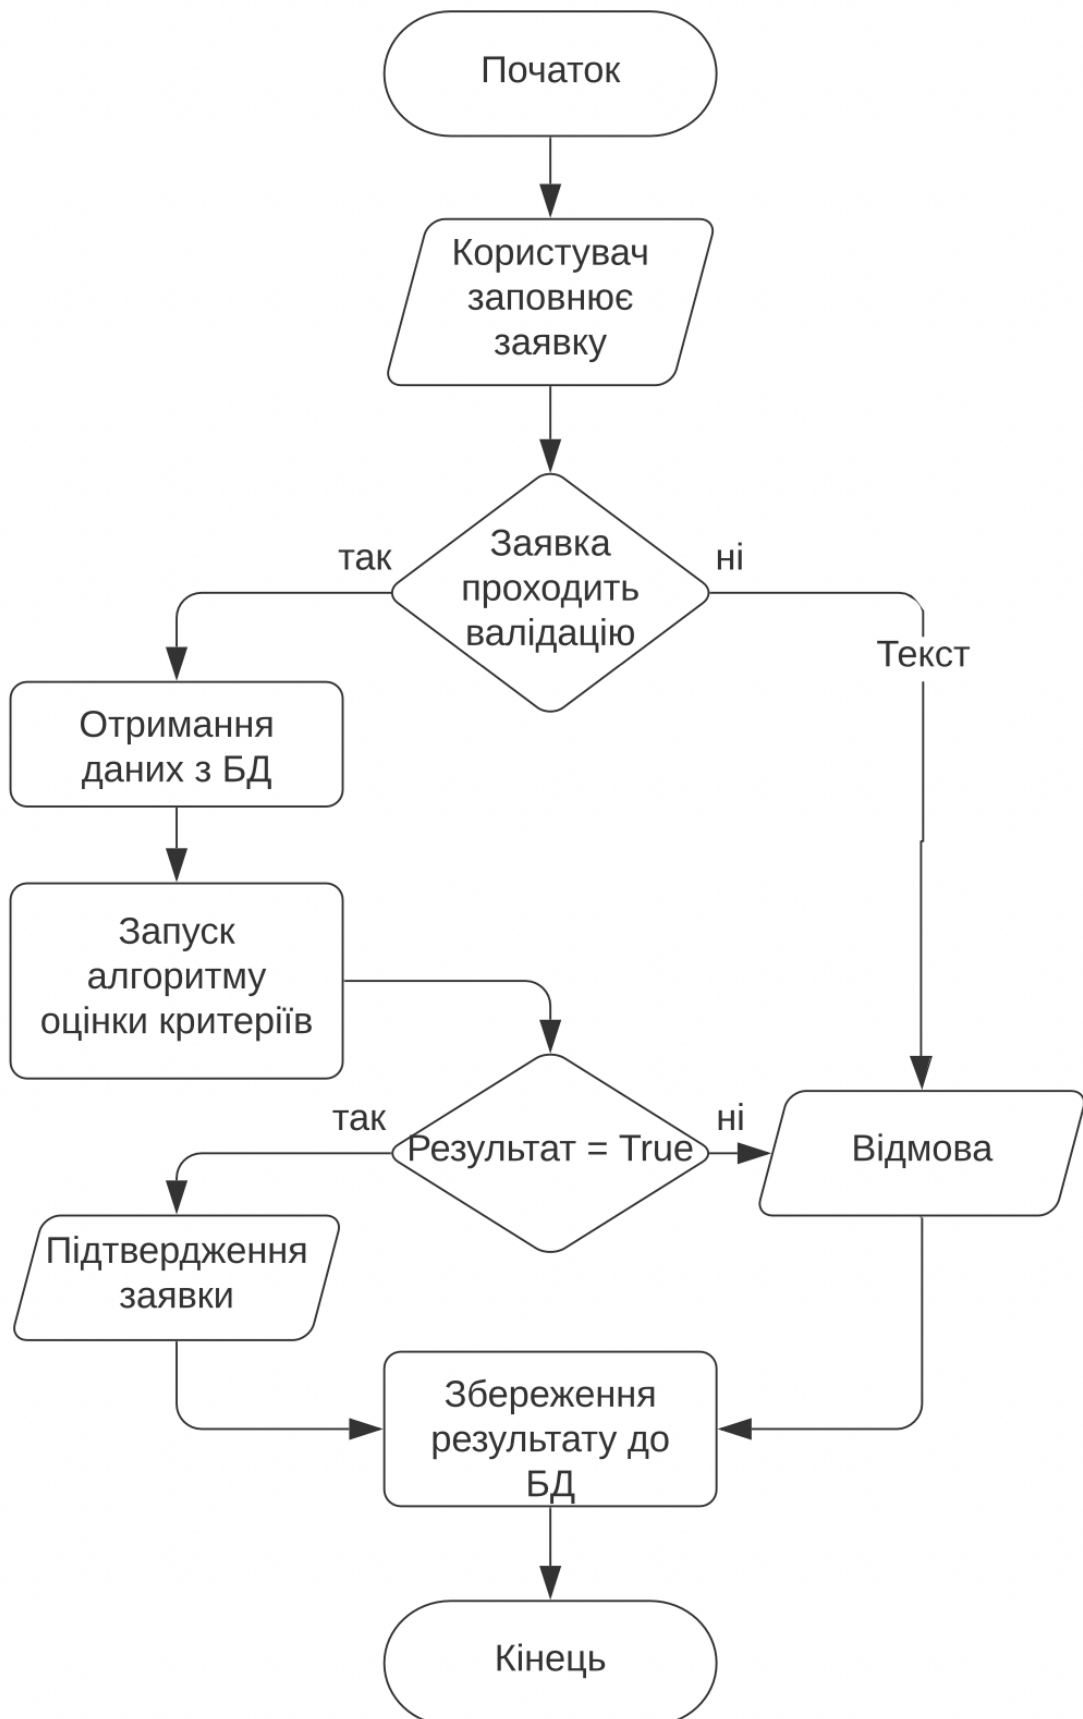 Початок
Користувач
заповнює
заявку
так
Заявка
проходить
валідацію
ні
Текст
Отримання
даних з БД
Запуск
алгоритму
оцінки критеріїв
так
Результат = True
ні
Відмова
Підтвердження
заявки
Збереження
результату до
БД
Кінець